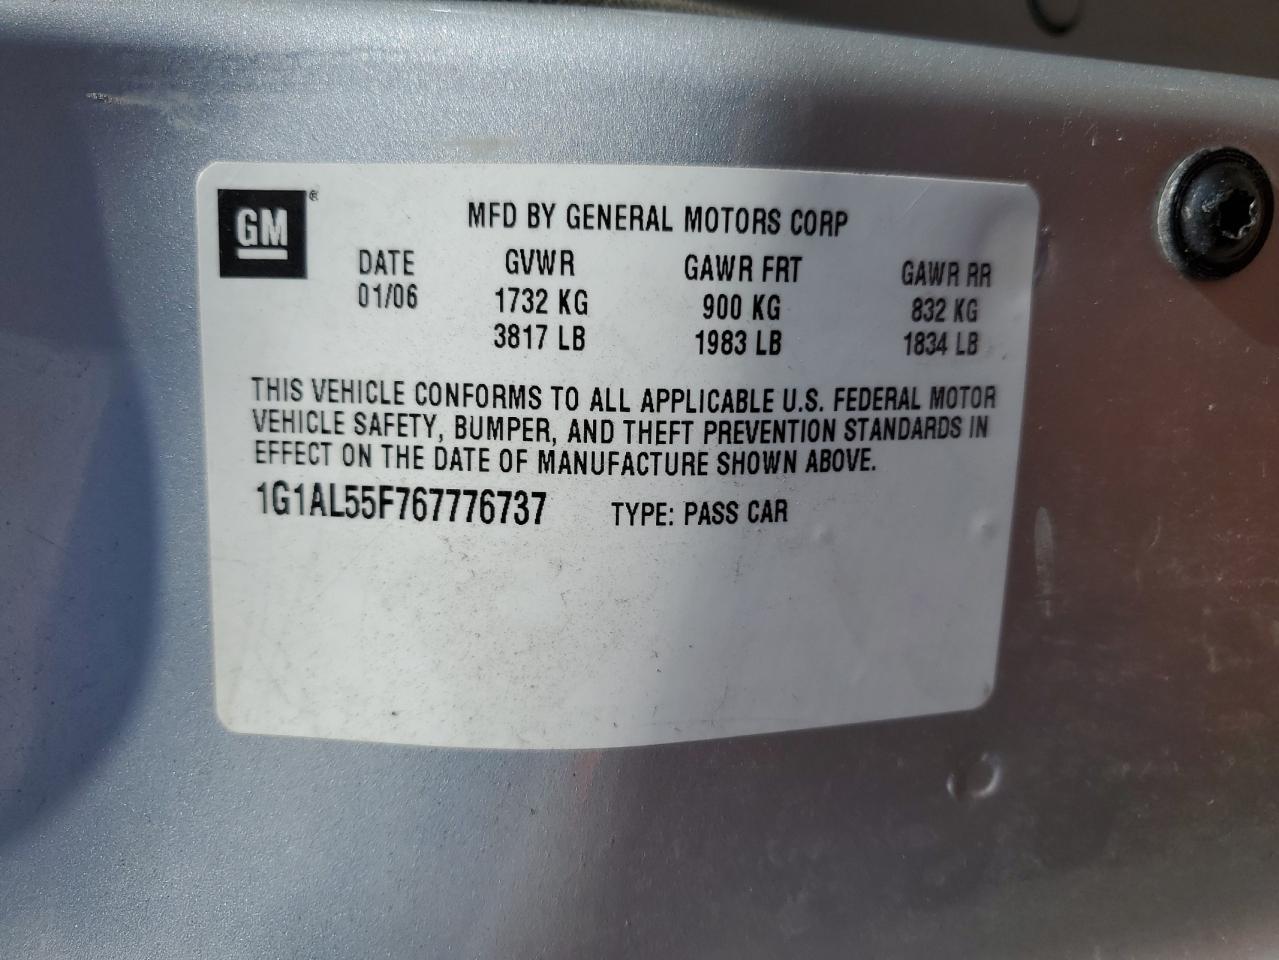 GM®
MFD BY GENERAL MOTORS CORP
DATE GVWR GAWR FRT GAWR RR
01/06 1732 KG 900 KG 832 KG
3817 LB 1983 LB 1834 LB
THIS VEHICLE CONFORMS TO ALL APPLICABLE U.S. FEDERAL MOTOR
VEHICLE SAFETY, BUMPER, AND THEFT PREVENTION STANDARDS IN
EFFECT ON THE DATE OF MANUFACTURE SHOWN ABOVE.
1G1AL55F767776737 TYPE: PASS CAR